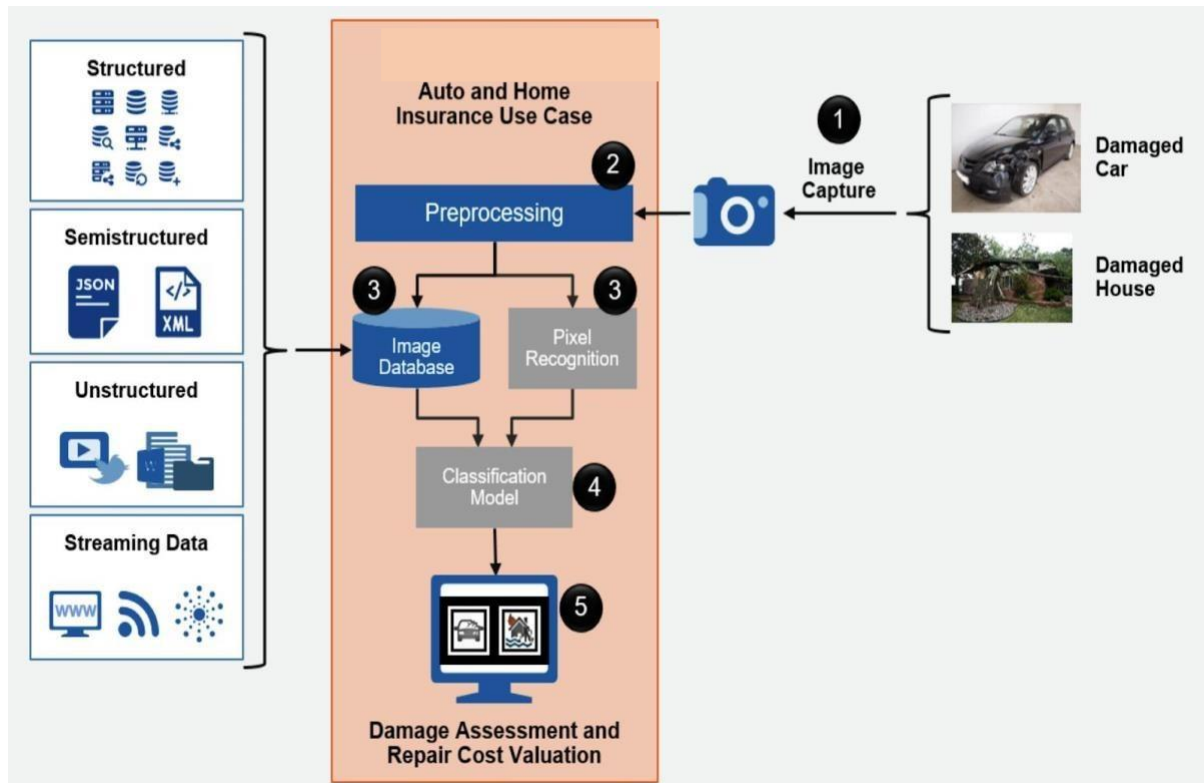 Structured
Semistructured
JSON
</>
XML
Unstructured
W
Streaming Data
WWW
Auto and Home
Insurance Use Case
2
Preprocessing
3
Image
Database
3
Pixel
Recognition
Classification
Model
4
5
Damage Assessment and
Repair Cost Valuation
1
Image
Capture
Damaged
Car
Damaged
House